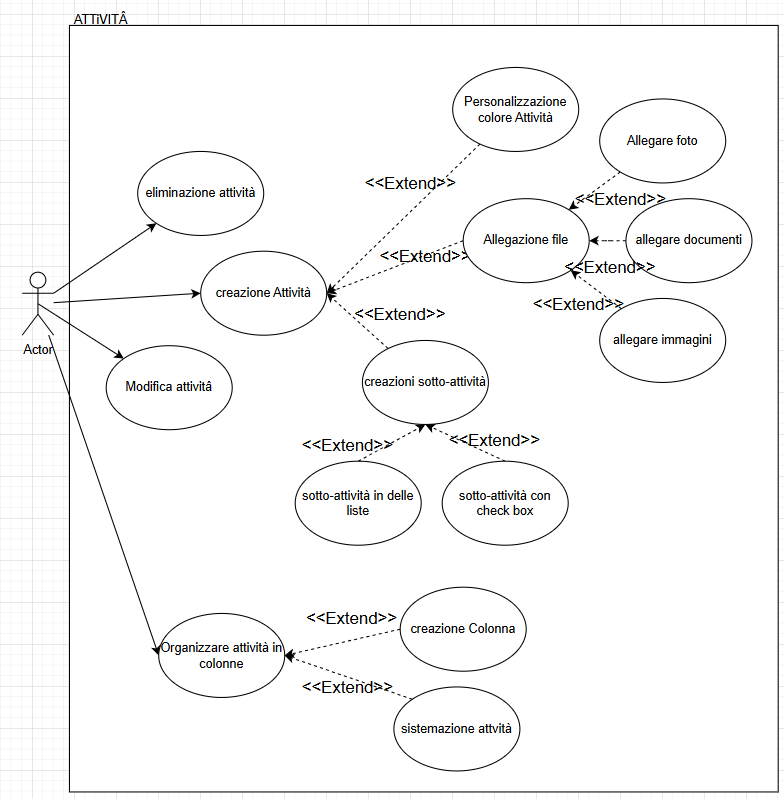 ATTiVITÂ
Personalizzazione
colore Attività
Allegare foto
<<Extend>>
eliminazione attività
<<Extend>>
Allegazione file
allegare documenti
<<Extend>>
<<Extend>>
creazione Attività
<<Extend>>
<<Extend>>
allegare immagini
Actor
Modifica attivitâ
creazioni sotto-attività
<<Extend>>
<<Extend>>
sotto-attività in delle
liste
sotto-attività con
check box
<<Extend>>
creazione Colonna
Organizzare attività in
colonne
<<Extend>>
sistemazione attvità